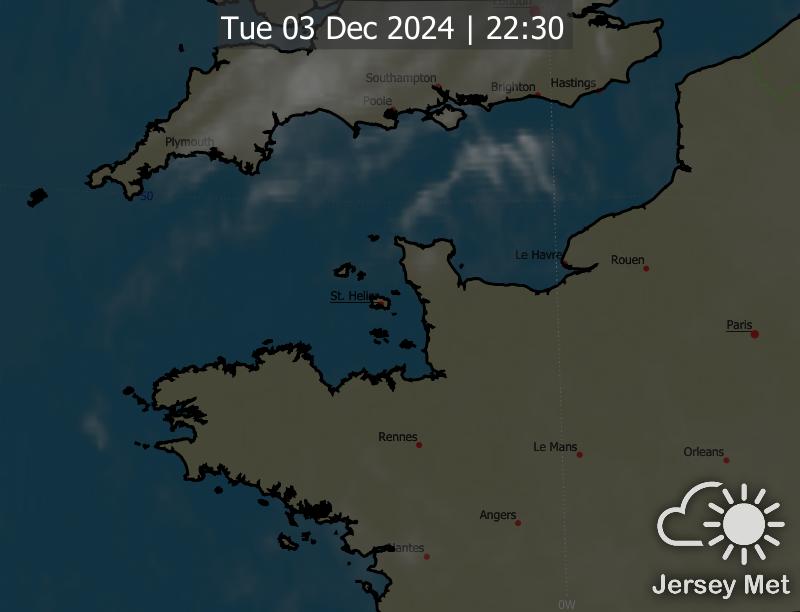 London
Tue 03 Dec 2024 | 22:30
Southampton
Brighton
Hastings
Poole
Plymouth
50
Le Havre
Rouen
St. Helier
Paris
Rennes
Le Mans
Orleans
Angers
Nantes
Jersey Met
0W